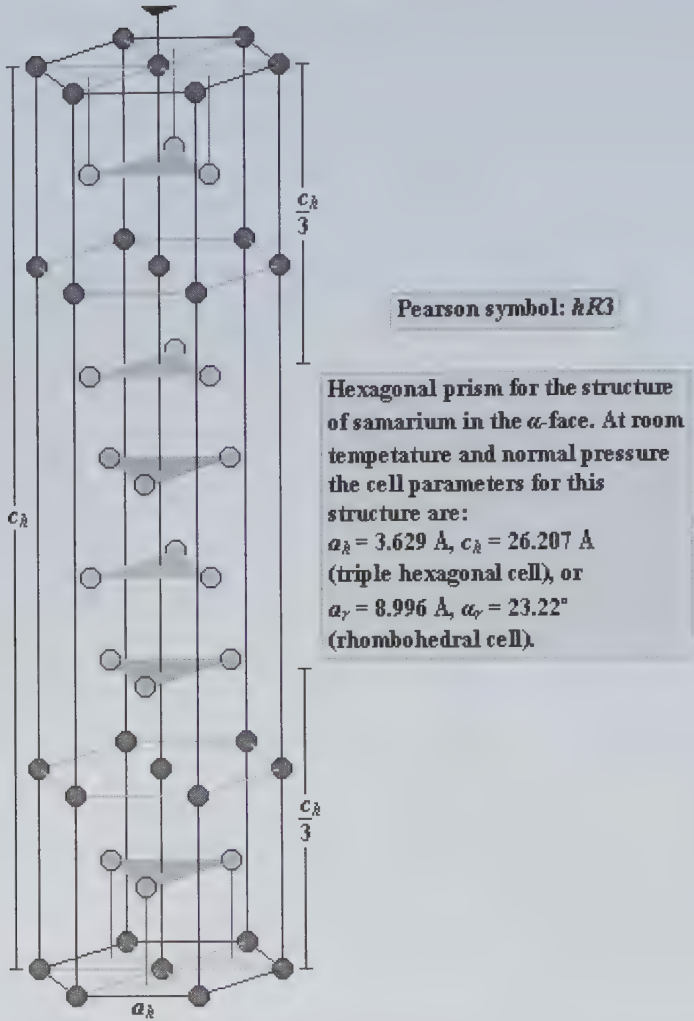 c_h
c_h
3
Pearson symbol: hR3
Hexagonal prism for the structure
of samarium in the α-face. At room
tempetature and normal pressure
the cell parameters for this
structure are:
a_h = 3.629 Å, c_h = 26.207 Å
(triple hexagonal cell), or
a_r = 8.996 Å, α_r = 23.22°
(rhombohedral cell).
c_h
3
a_h